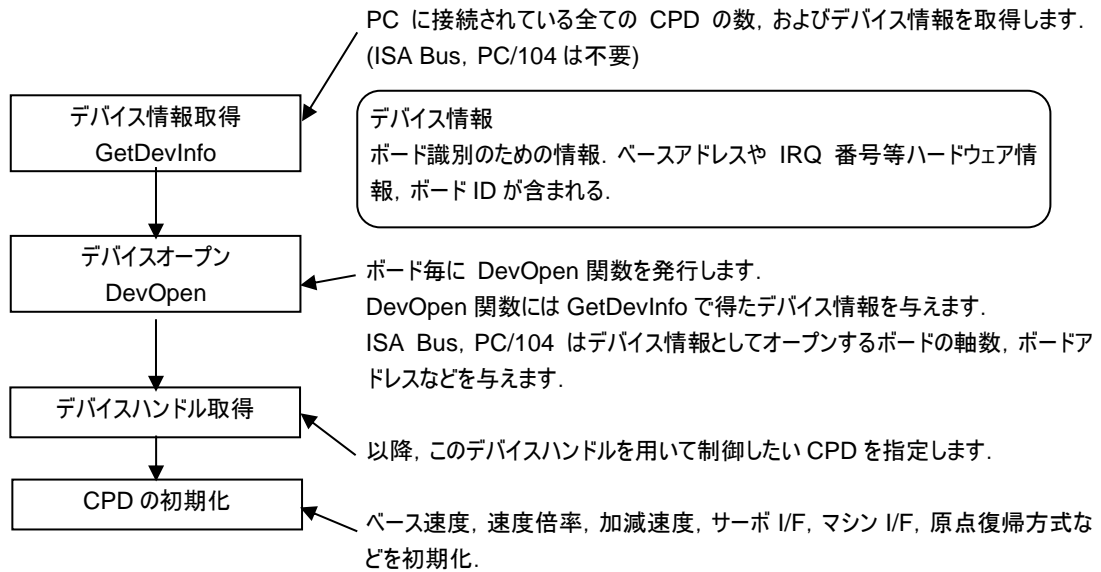 PC に接続されている全ての CPD の数, およびデバイス情報を取得します.
(ISA Bus, PC/104 は不要)
デバイス情報取得
GetDevInfo
デバイス情報
ボード識別のための情報. ベースアドレスや IRQ 番号等ハードウェア情
報, ボード ID が含まれる.
デバイスオープン
DevOpen
ボード毎に DevOpen 関数を発行します.
DevOpen 関数には GetDevInfo で得たデバイス情報を与えます.
ISA Bus, PC/104 はデバイス情報としてオープンするボードの軸数, ボードア
ドレスなどを与えます.
デバイスハンドル取得
以降, このデバイスハンドルを用いて制御したい CPD を指定します.
CPD の初期化
ベース速度, 速度倍率, 加減速度, サーボ I/F, マシン I/F, 原点復帰方式な
どを初期化.